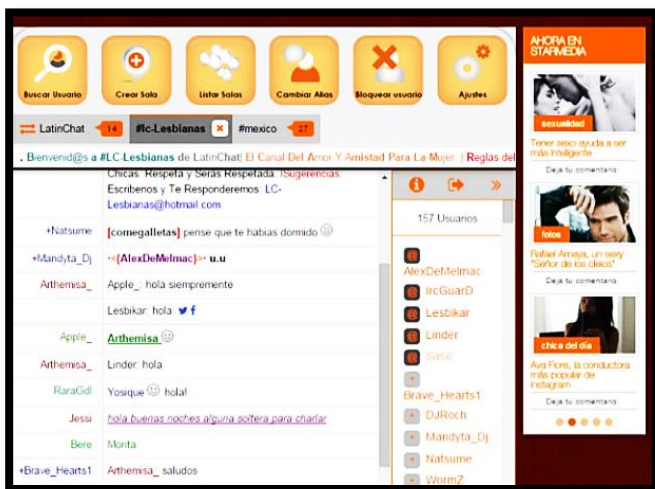 Buscar Usuario
Crear Sala
Listar Salas
Cambiar Alias
Bloquear usuario
Ajustes
LatinChat 14
#lc-Lesbianas x
#mexico 27
. Bienvenid@s a #LC-Lesbianas de LatinChat| El Canal Del Amor Y Amistad Para La Mujer. | Reglas del
Chicas. Respeta y Serás Respetada. |Sugerencias:
Escribenos y Te Responderemos: LC-
Lesbianas@hotmail.com
+Natsume [comegalletas] pense que te habias dormido
+Mandyta_Dj ·<(AlexDeMelmac)>· u.u
Arthemisa_ Apple_: hola siempremente
Lesbikar: hola
Apple_ Arthemisa_
Arthemisa_ Linder: hola
RaraGdl Yosique hola!
Jessi hola buenas noches alguna soltera para charlar
Bere Monta
+Brave_Hearts1 Arthemisa_ saludos
157 Usuarios
@
AlexDeMelmac
@ IrcGuarD
@ Lesbikar
@ Linder
@
+
Brave_Hearts1
+ DJRoch
+ Mandyta_Dj
+ Natsume
+ WormZ
AHORA EN
STARMEDIA
sexualidad
Tener sexo ayuda a ser
más inteligente
Deja tu comentario
fotos
Rafael Amaya, un sexy
"Señor de los cielos"
Deja tu comentario
chica del día
Ava Flore, la conductora
más popular de
Instagram
Deja tu comentario